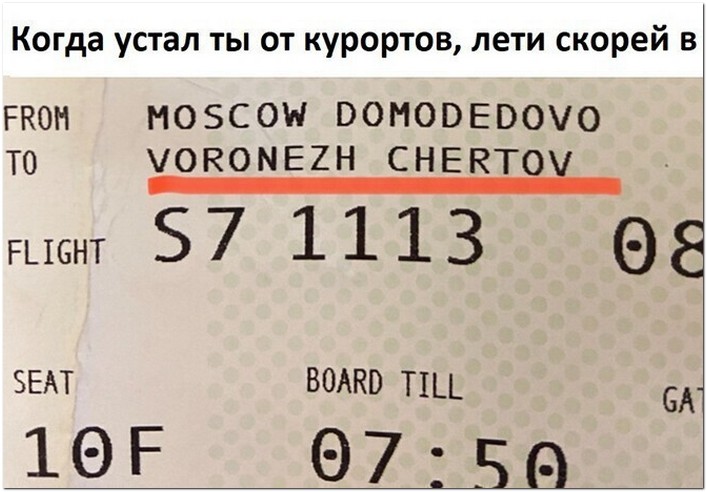 Когда устал ты от курортов, лети скорей в
FROM MOSCOW DOMODEDOVO
TO VORONEZH CHERTOV
FLIGHT S7 1113 08
SEAT BOARD TILL
10F 07:50